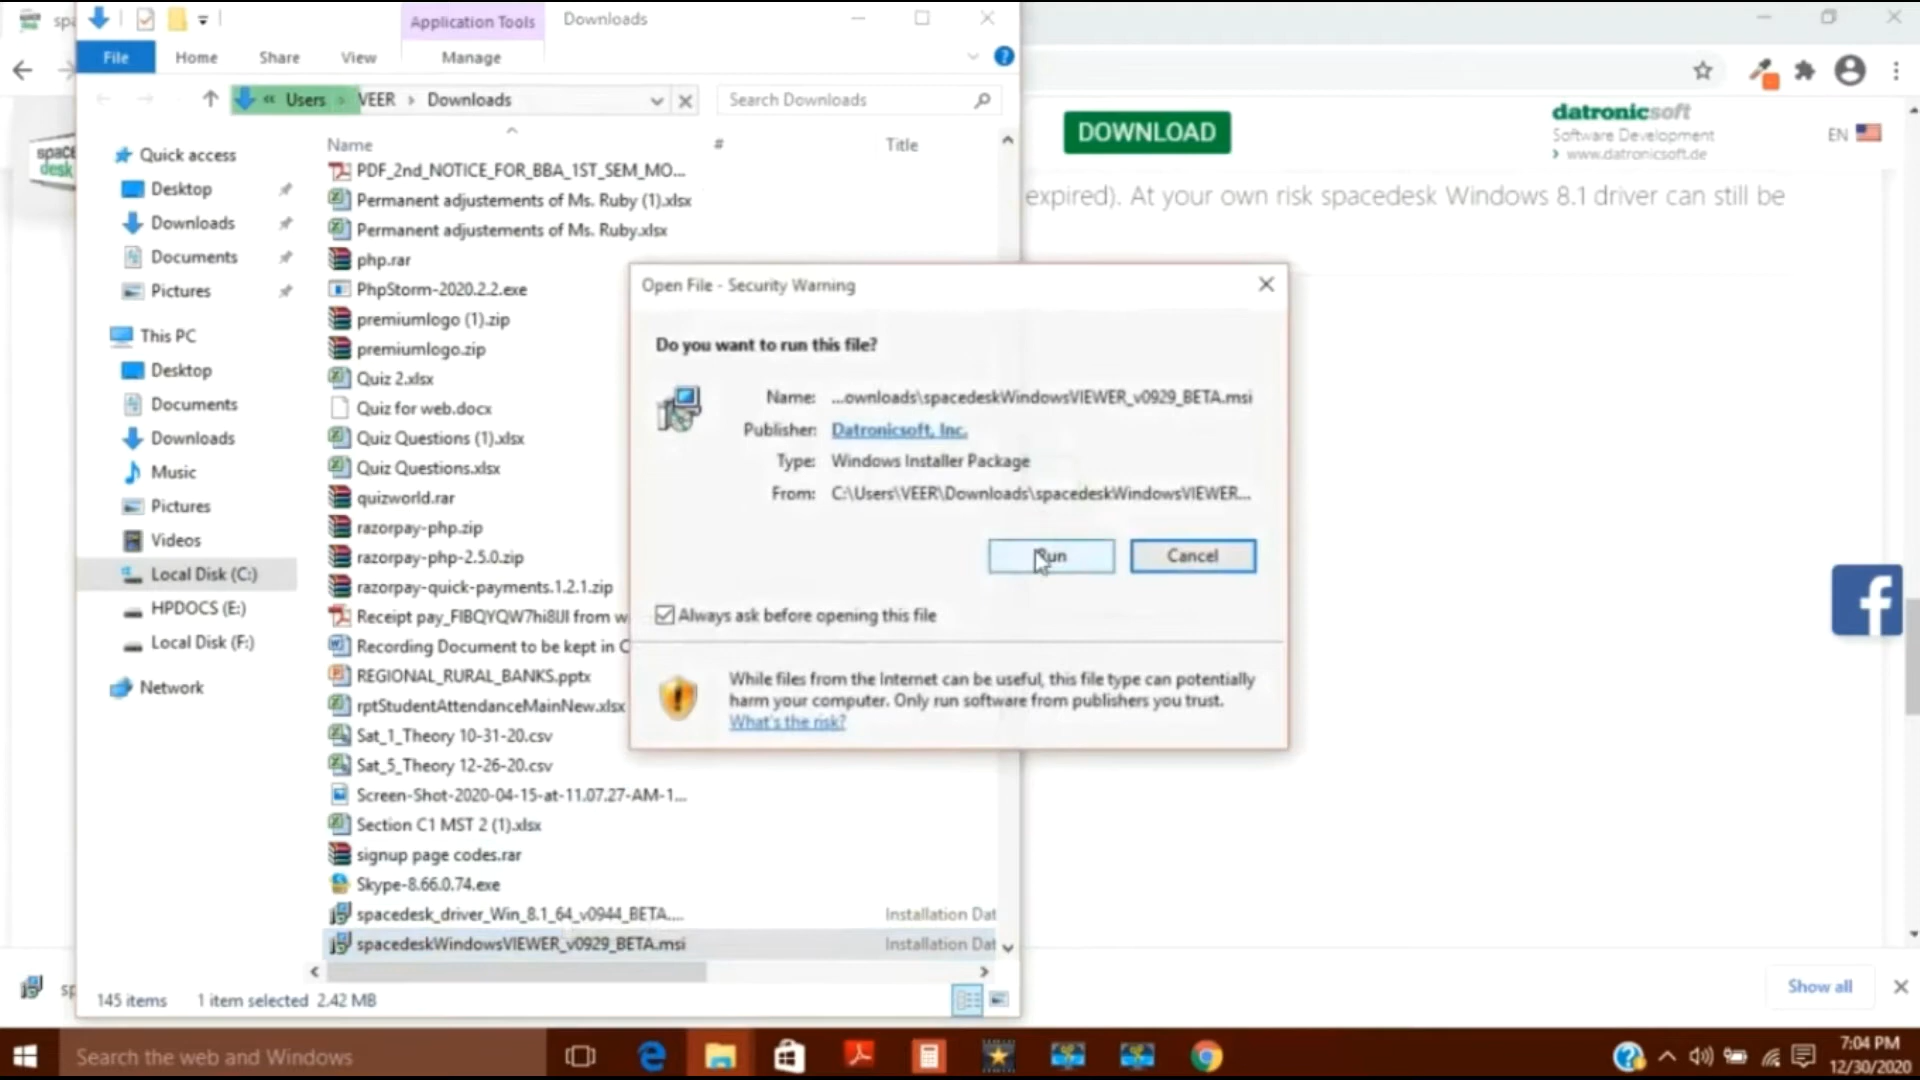 Application Tools
Downloads
File
Home
Share
View
Manage
« Users > VEER > Downloads
Search Downloads
Name
#
Title
Quick access
Desktop
Downloads
Documents
Pictures
This PC
Desktop
Documents
Downloads
Music
Pictures
Videos
Local Disk (C:)
HPDOCS (E:)
Local Disk (F:)
Network
PDF_2nd_NOTICE_FOR_BBA_1ST_SEM_MO...
Permanent adjustements of Ms. Ruby (1).xlsx
Permanent adjustements of Ms. Ruby.xlsx
php.rar
PhpStorm-2020.2.2.exe
premiumlogo (1).zip
premiumlogo.zip
Quiz 2.xlsx
Quiz for web.docx
Quiz Questions (1).xlsx
Quiz Questions.xlsx
quizworld.rar
razorpay-php.zip
razorpay-php-2.5.0.zip
razorpay-quick-payments.1.2.1.zip
Receipt from w
Recording Document to be kept in C
REGIONAL_RURAL_BANKS.pptx
rptStudentAttendanceMainNew.xlsx
Sat_1_Theory 10-31-20.csv
Sat_5_Theory 12-26-20.csv
Screen-Shot-2020-04-15-at-11.07.27-AM-1...
Section C1 MST 2 (1).xlsx
signup page codes.rar
Skype-8.66.0.74.exe
spacedesk_driver_Win_8.1_64_v0944_BETA....
Installation Dat
spacedeskWindowsVIEWER_v0929_BETA.msi
Installation Dat
145 items
1 item selected 2.42 MB
Open File - Security Warning
Do you want to run this file?
Name: ...ownloads\spacedeskWindowsVIEWER_v0929_BETA.msi
Publisher: Datronicsoft, Inc.
Type: Windows Installer Package
From: C:\Users\VEER\Downloads\spacedeskWindowsVIEWER...
Run
Cancel
Always ask before opening this file
While files from the Internet can be useful, this file type can potentially
harm your computer. Only run software from publishers you trust.
What's the risk?
space
desk
DOWNLOAD
datronicsoft
Software Development
> www.datronicsoft.de
EN
expired). At your own risk spacedesk Windows 8.1 driver can still be
f
sp
Show all
Search the web and Windows
7:04 PM
12/30/2020